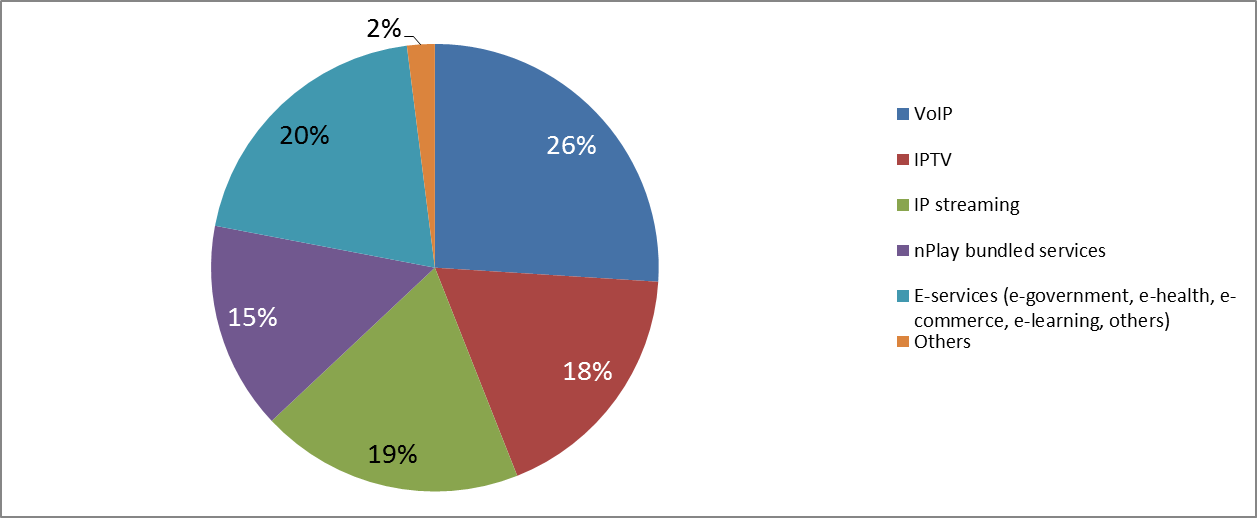 2%
26%
20%
18%
15%
19%
VoIP
IPTV
IP streaming
nPlay bundled services
E-services (e-government, e-health, e-
commerce, e-learning, others)
Others